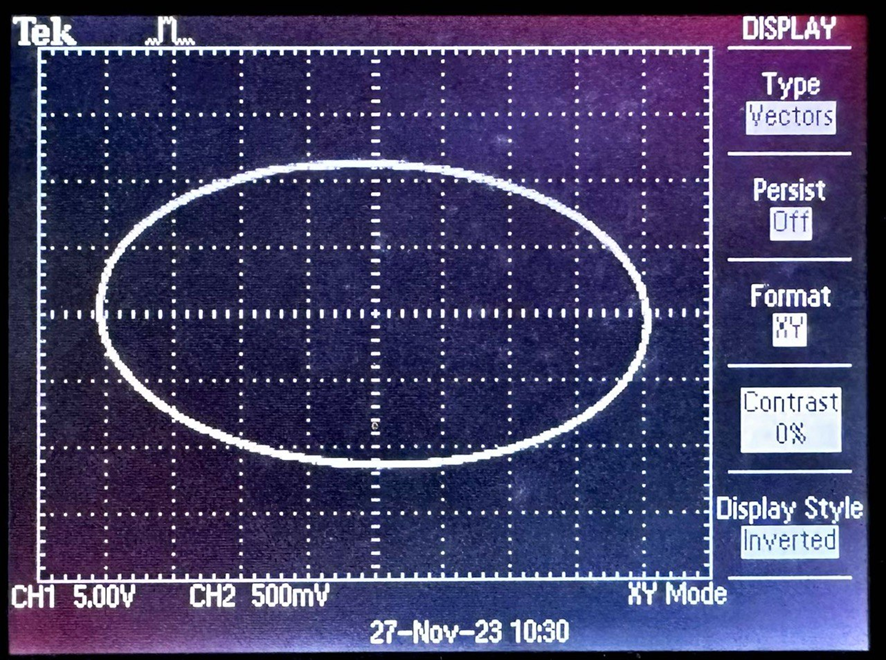 Tek
DISPLAY
Type
Vectors
Persist
Off
Format
XY
Contrast
0%
Display Style
Inverted
CH1 5.00V CH2 500mV XY Mode
27-Nov-23 10:30